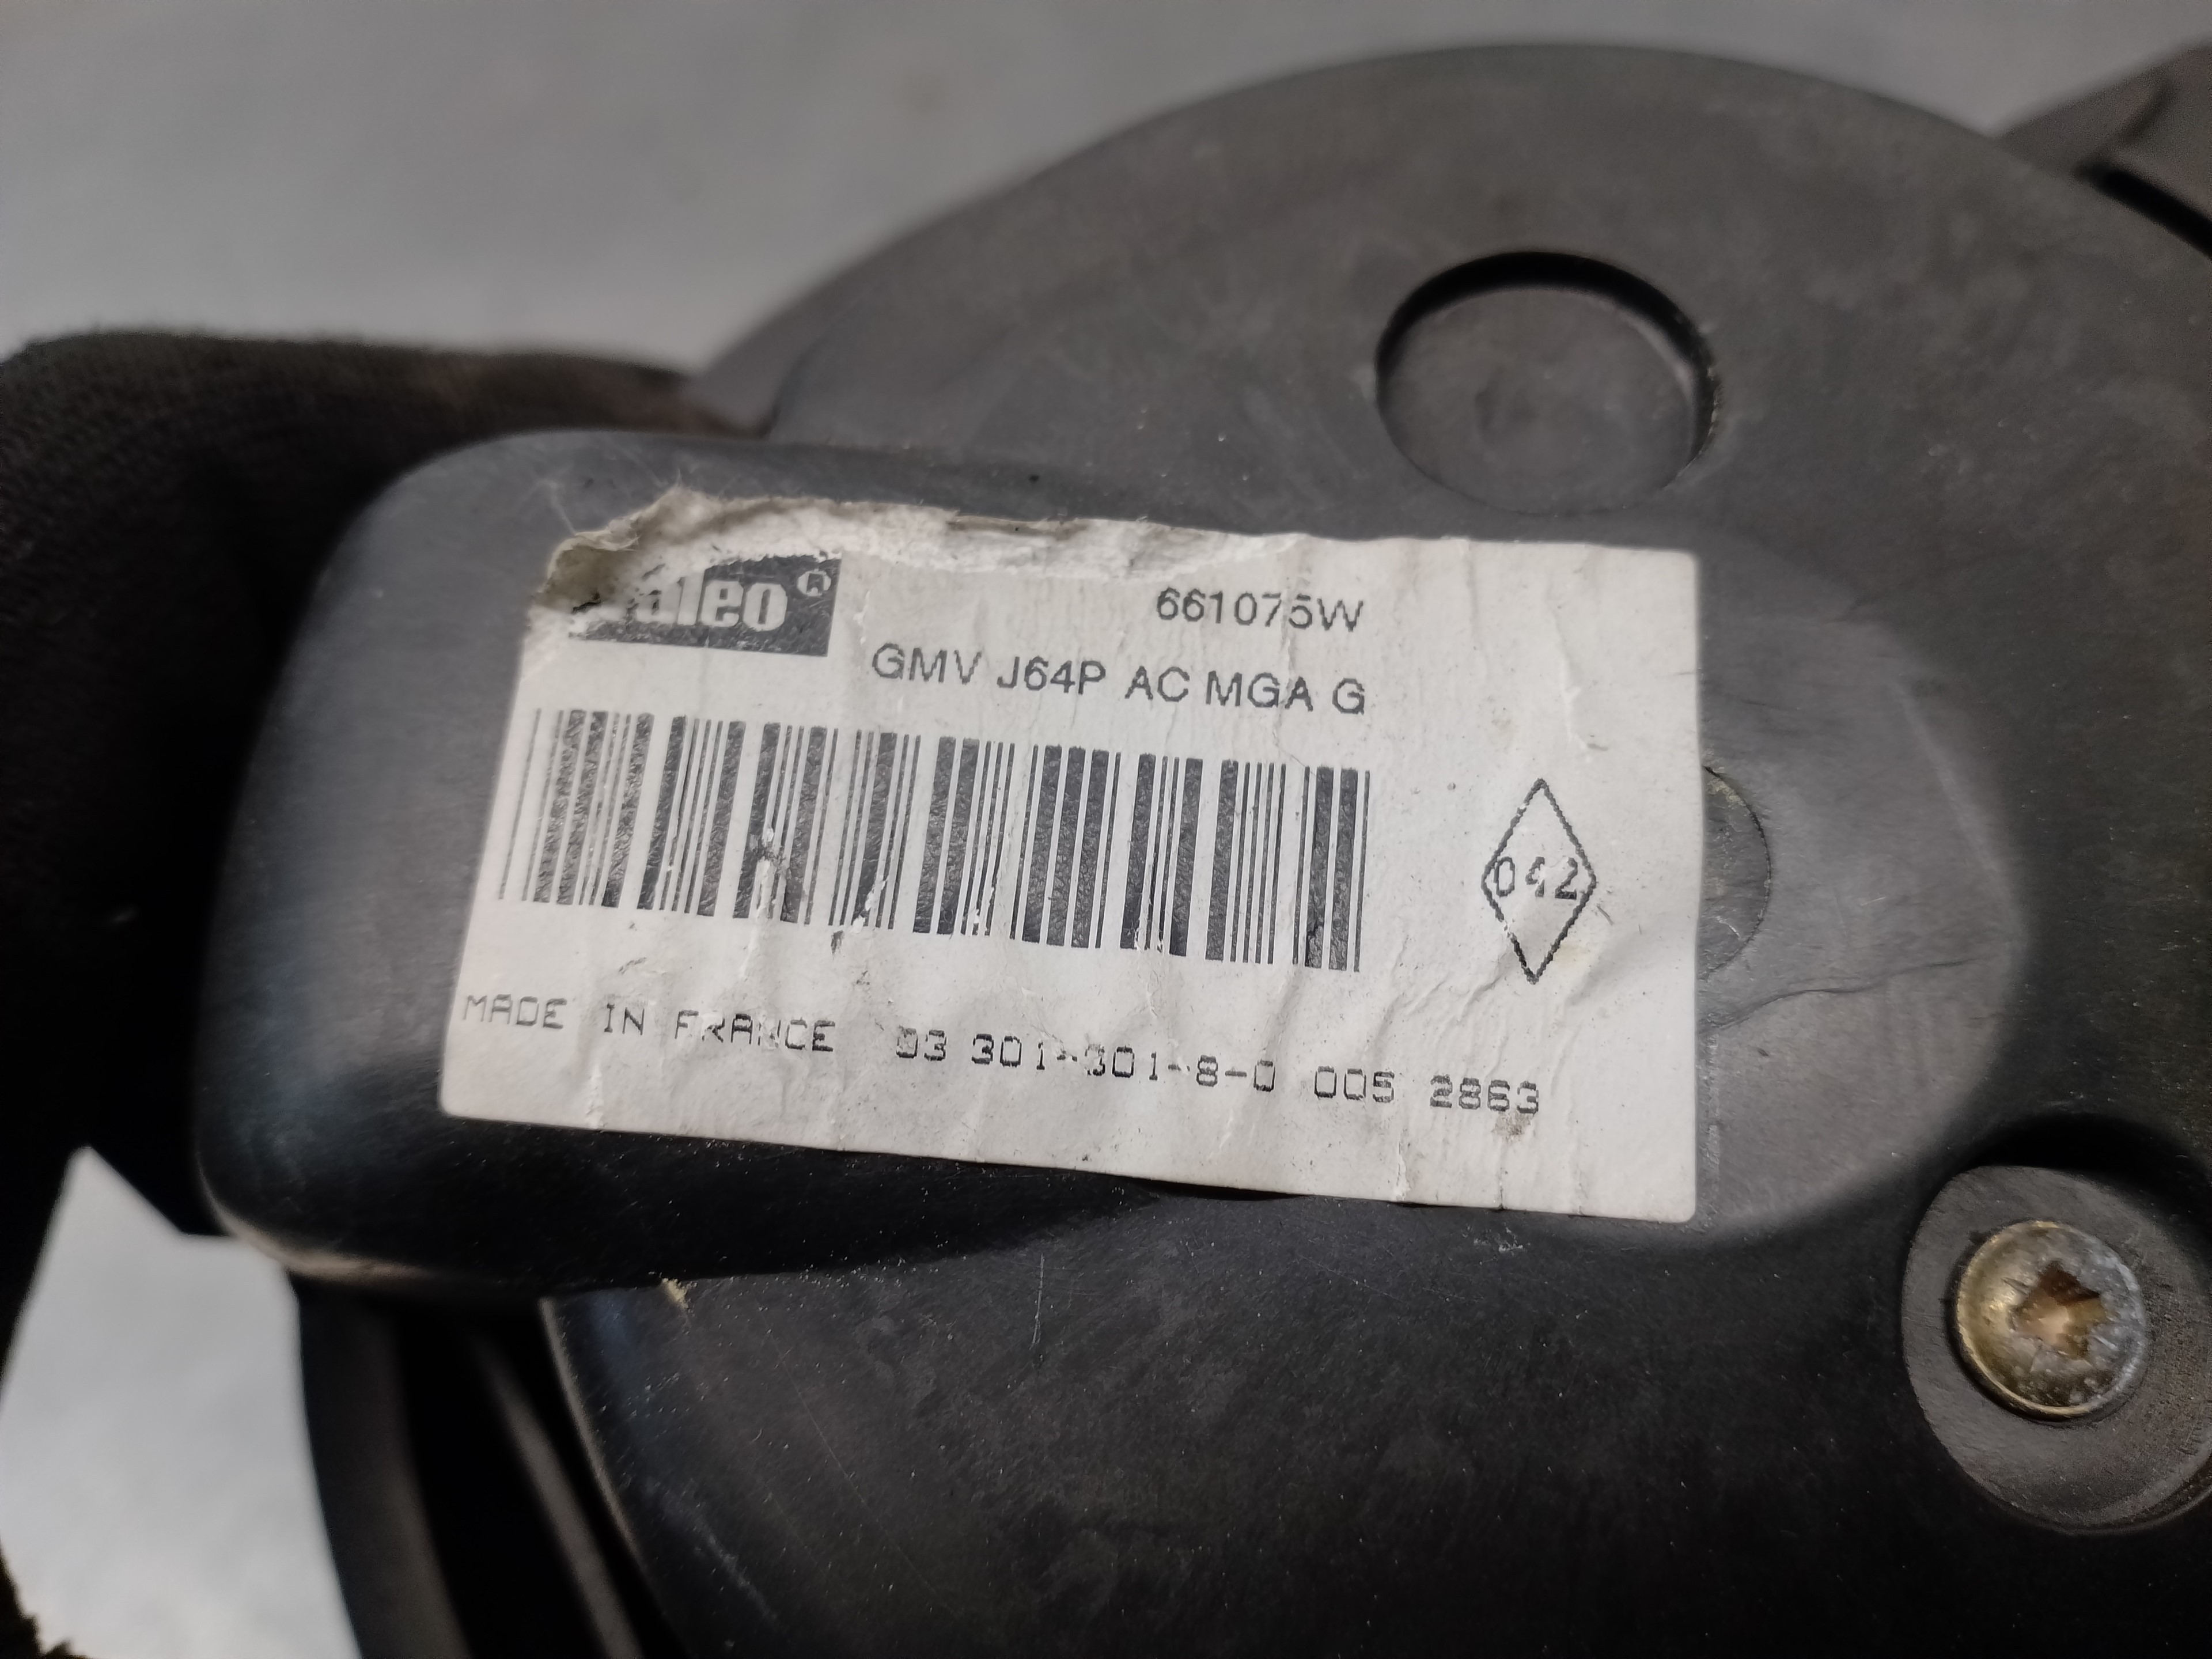 aleo®
661075W
GMV J64P AC MGA G
042
MADE IN FRANCE 03 301-301-8-0 005 2863